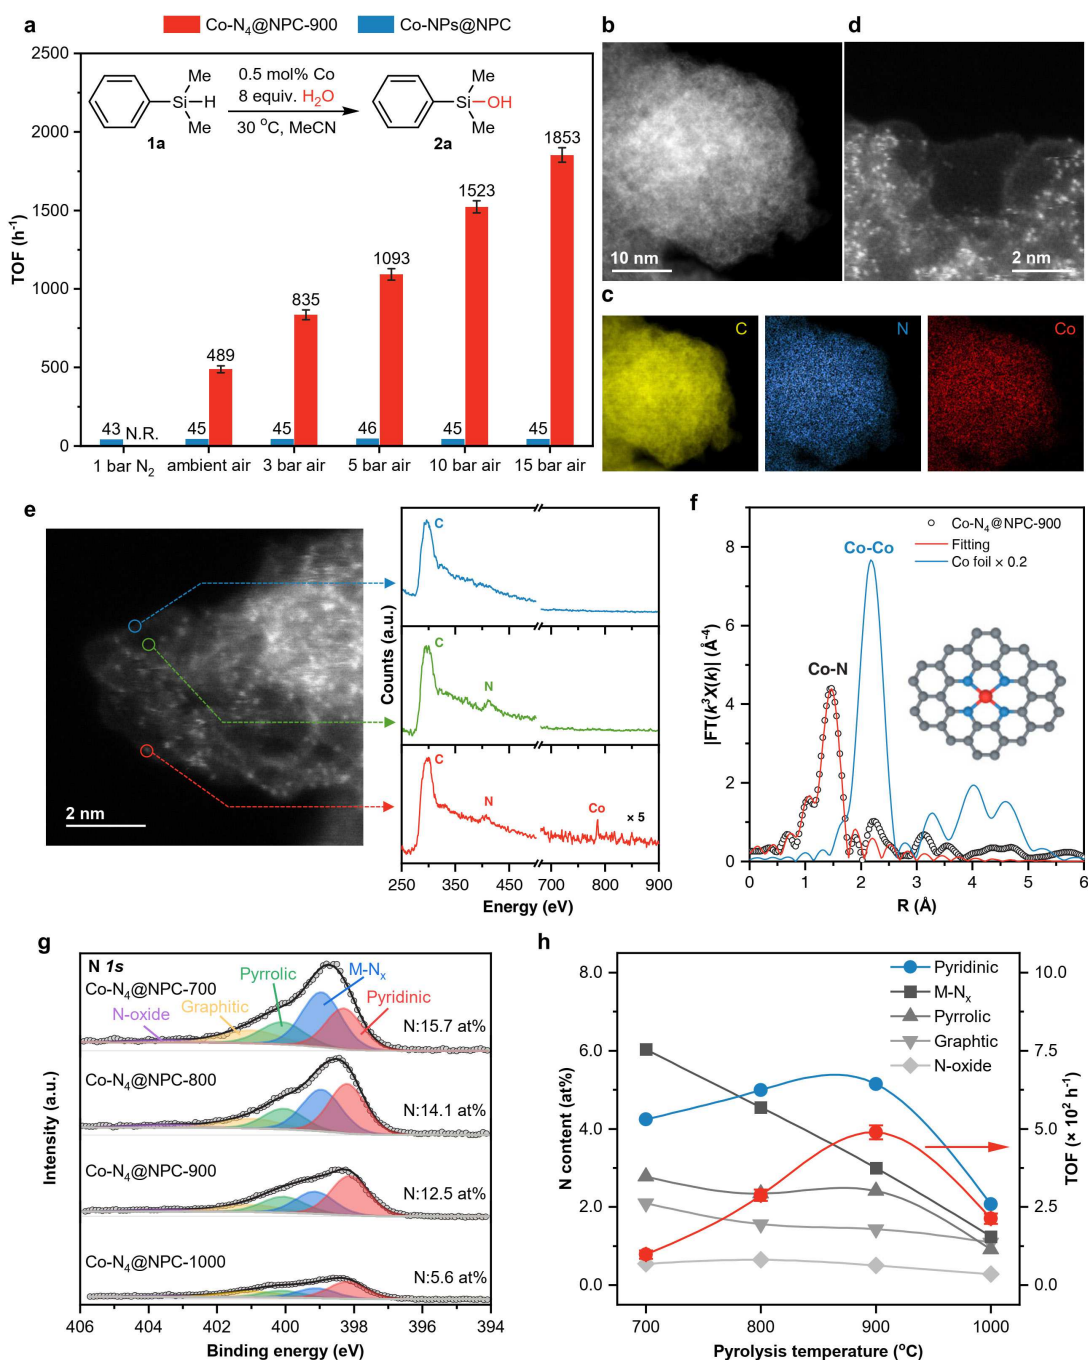 a
Co-N4@NPC-900
Co-NPs@NPC
TOF (h-1)
2500
2000
1500
1000
500
0
Me
Si
H
Me
1a
0.5 mol% Co
8 equiv. H2O
30 oC, MeCN
Me
Si
OH
Me
2a
43
N.R.
45
489
45
835
46
1093
45
1523
45
1853
1 bar N2
ambient air
3 bar air
5 bar air
10 bar air
15 bar air
b
10 nm
d
2 nm
c
C
N
Co
e
2 nm
Counts (a.u.)
C
C
N
C
N
Co
× 5
250
350
450
700
800
900
Energy (eV)
f
Co-N4@NPC-900
Fitting
Co foil × 0.2
Co-Co
Co-N
|FT(k3X(k)| (Å-4)
8
6
4
2
0
0
1
2
3
4
5
6
R (Å)
g
N 1s
Co-N4@NPC-700
N-oxide
Graphitic
Pyrrolic
M-Nx
Pyridinic
N:15.7 at%
Co-N4@NPC-800
N:14.1 at%
Co-N4@NPC-900
N:12.5 at%
Co-N4@NPC-1000
N:5.6 at%
Intensity (a.u.)
406
404
402
400
398
396
394
Binding energy (eV)
h
Pyridinic
M-Nx
Pyrrolic
Graphtic
N-oxide
N content (at%)
8.0
6.0
4.0
2.0
0.0
TOF (× 102 h-1)
10.0
7.5
5.0
2.5
0.0
700
800
900
1000
Pyrolysis temperature (oC)